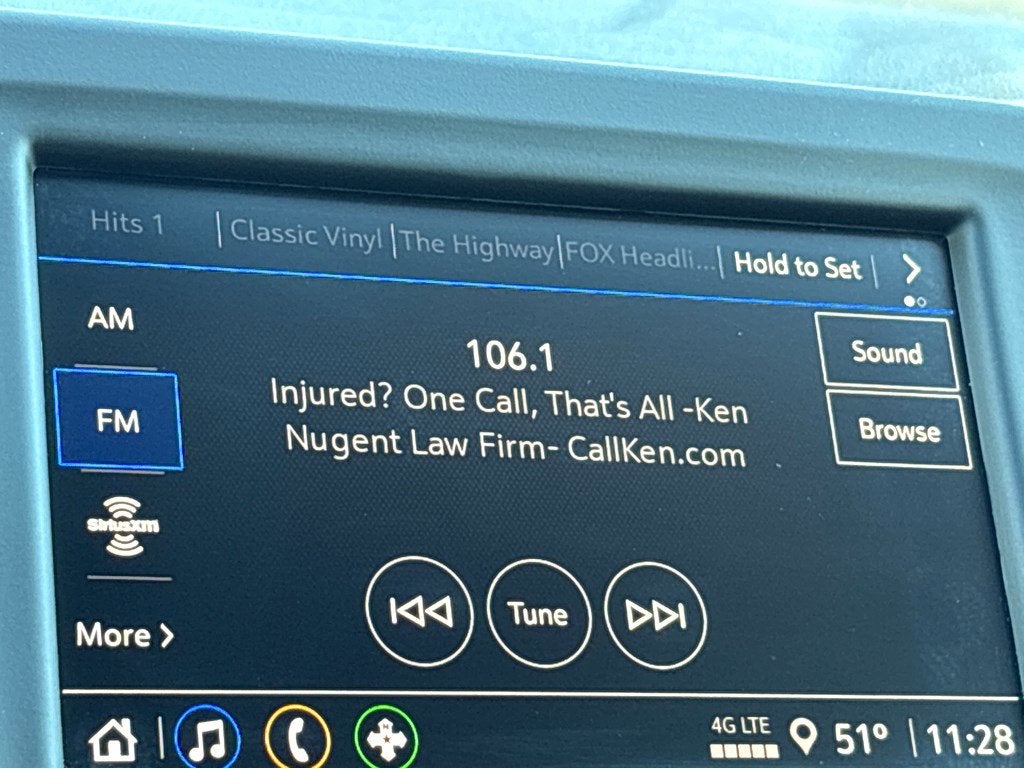 Hits 1 | Classic Vinyl | The Highway | FOX Headli... | Hold to Set
AM
106.1
Sound
Injured? One Call, That's All -Ken
FM
Browse
Nugent Law Firm- CallKen.com
SiriusXM
Tune
More >
4G LTE
51° | 11:28